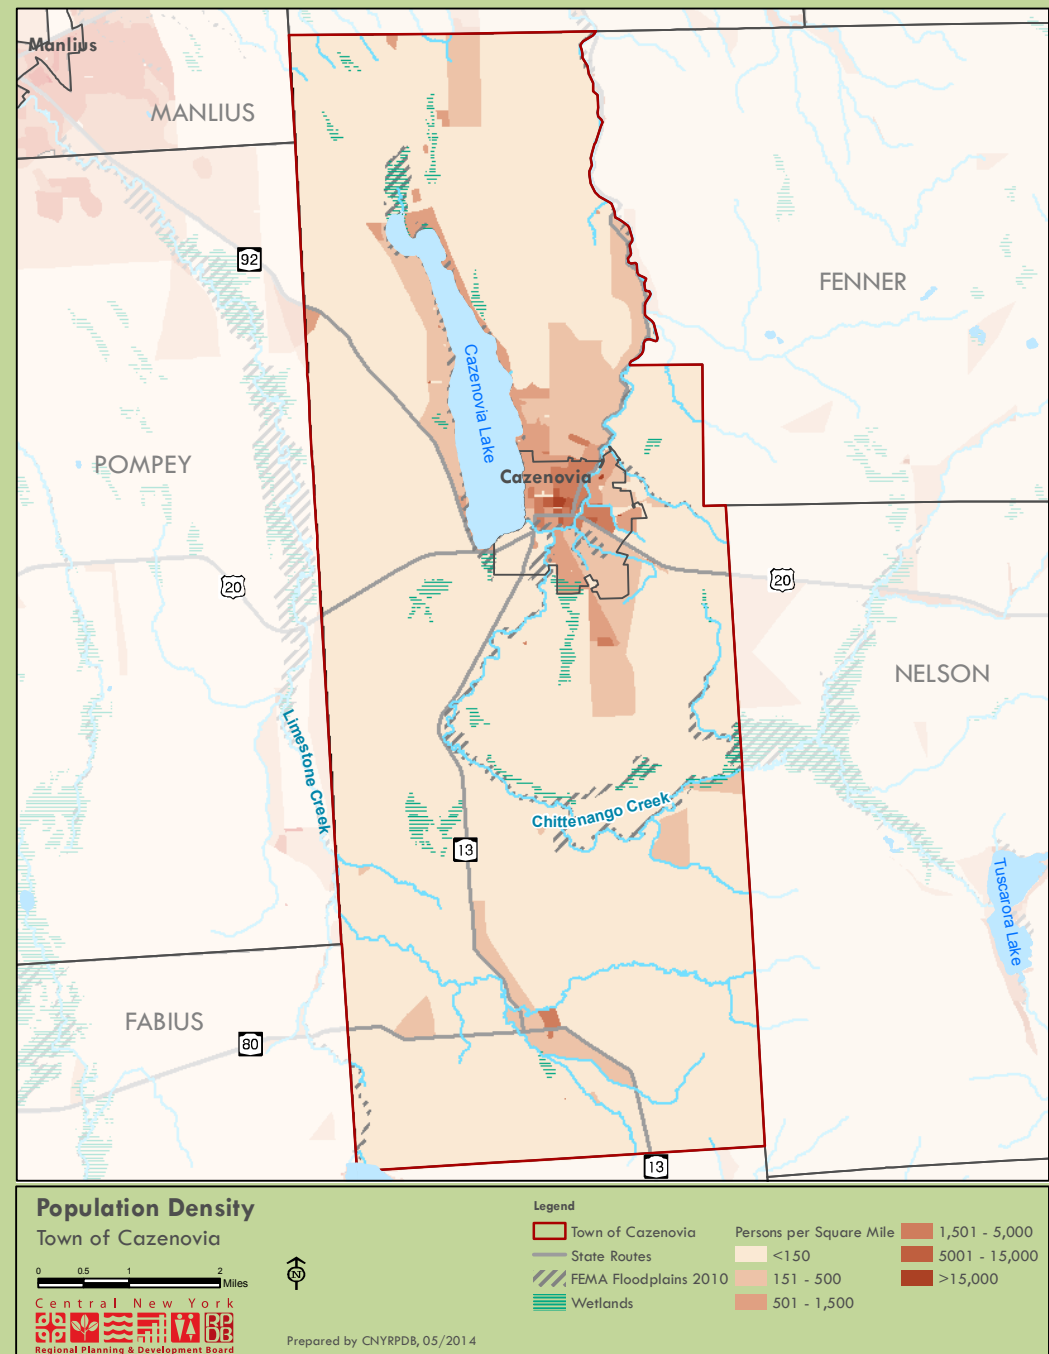 Manlius
MANLIUS
92
FENNER
Cazenovia Lake
POMPEY
Cazenovia
20
20
NELSON
Limestone Creek
Chittenango Creek
13
Tuscarora Lake
FABIUS
80
13
Population Density
Town of Cazenovia
0 0.5 1 2
Miles
N
Central New York
RP
DB
Regional Planning & Development Board
Prepared by CNYRPDB, 05/2014
Legend
Town of Cazenovia
State Routes
FEMA Floodplains 2010
Wetlands
Persons per Square Mile
<150
151 - 500
501 - 1,500
1,501 - 5,000
5001 - 15,000
>15,000